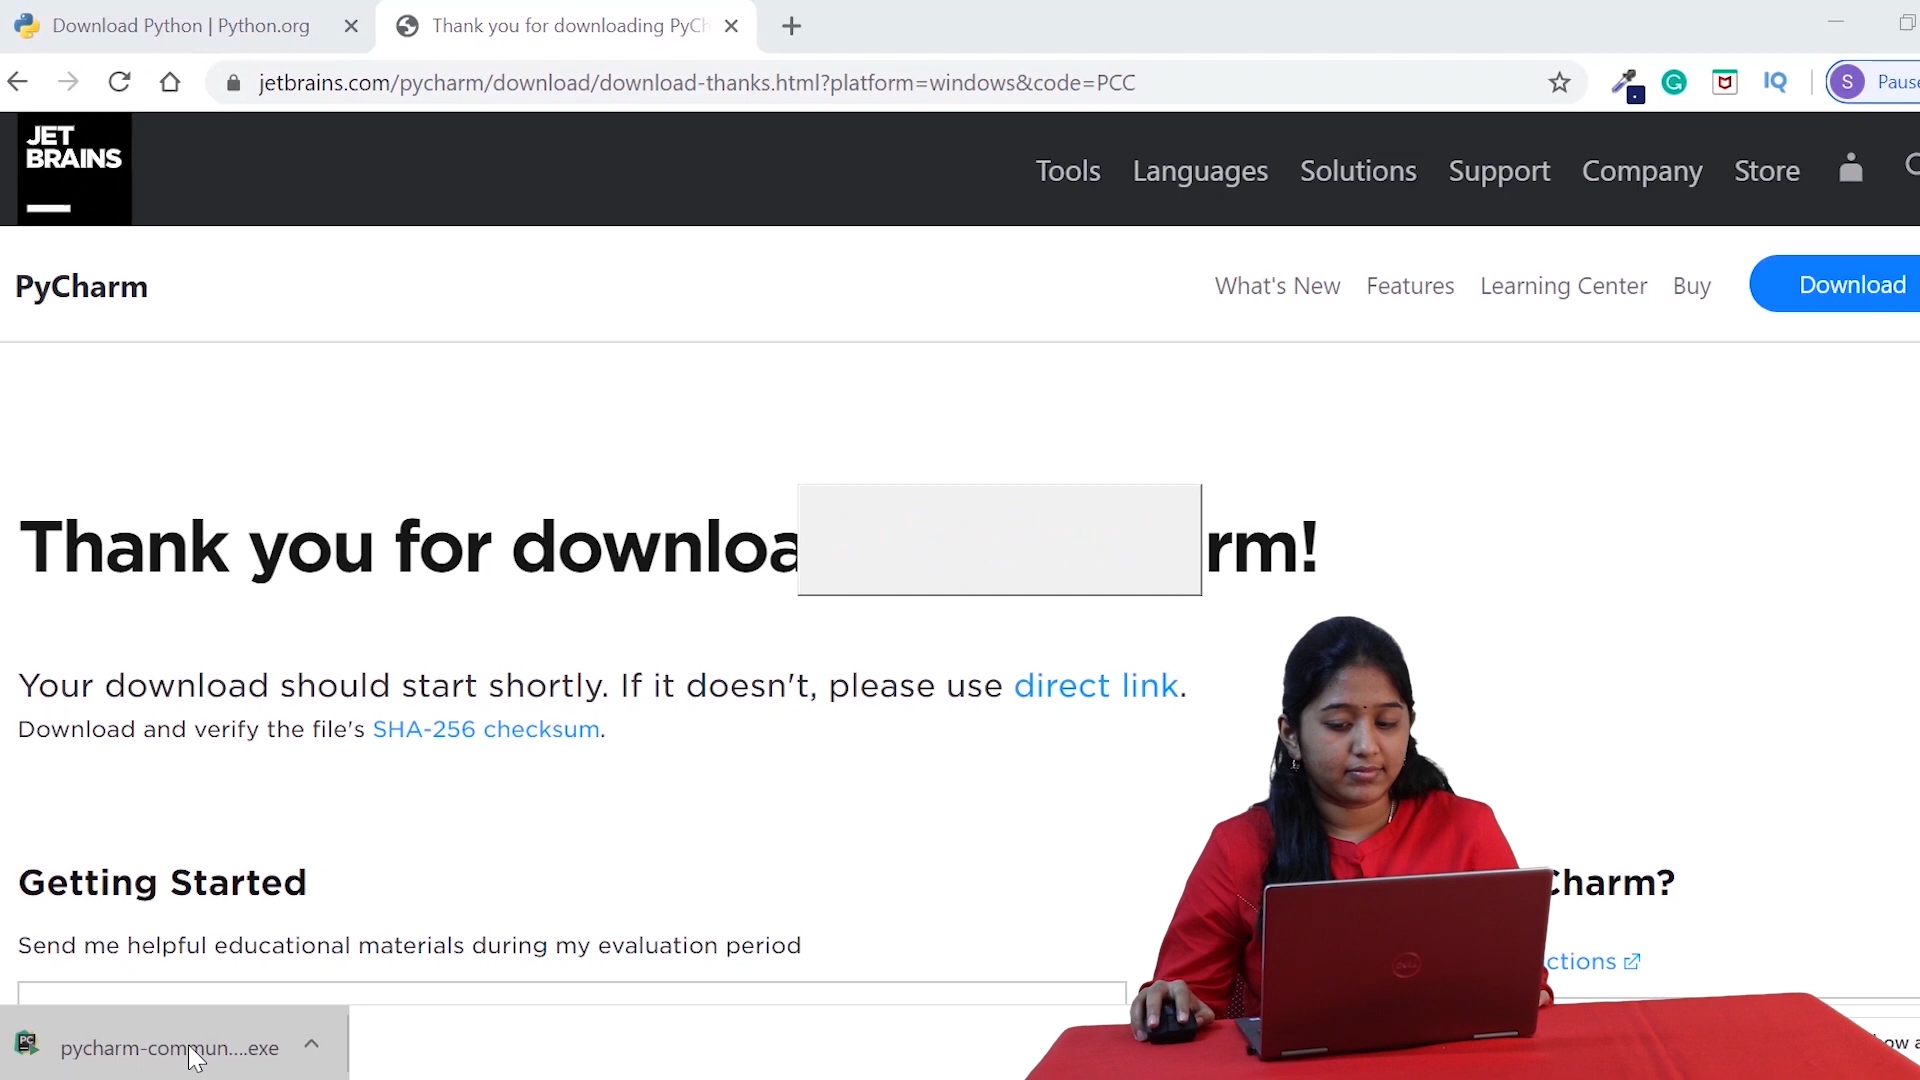 Download Python | Python.org
Thank you for downloading PyCh
jetbrains.com/pycharm/download/download-thanks.html?platform=windows&code=PCC
IQ
S
Pause
JET
BRAINS
Tools
Languages
Solutions
Support
Company
Store
PyCharm
What's New
Features
Learning Center
Buy
Download
Thank you for downloa rm!
Your download should start shortly. If it doesn't, please use direct link.
Download and verify the file's SHA-256 checksum.
Getting Started
Charm?
Send me helpful educational materials during my evaluation period
ctions
PC
pycharm-commun....exe
ow a
DELL